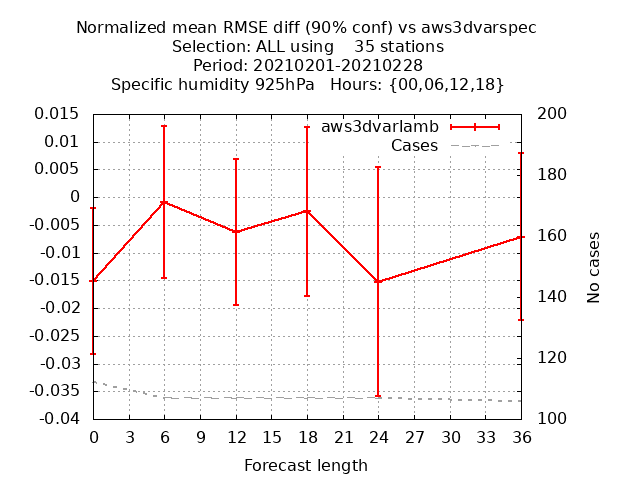 Normalized mean RMSE diff (90% conf) vs aws3dvarspec
Selection: ALL using    35 stations
Period: 20210201-20210228
Specific humidity 925hPa   Hours: {00,06,12,18}
aws3dvarlamb
Cases
0.015
0.01
0.005
0
-0.005
-0.01
-0.015
-0.02
-0.025
-0.03
-0.035
-0.04
200
180
160
140
120
100
No cases
0 3 6 9 12 15 18 21 24 27 30 33 36
Forecast length